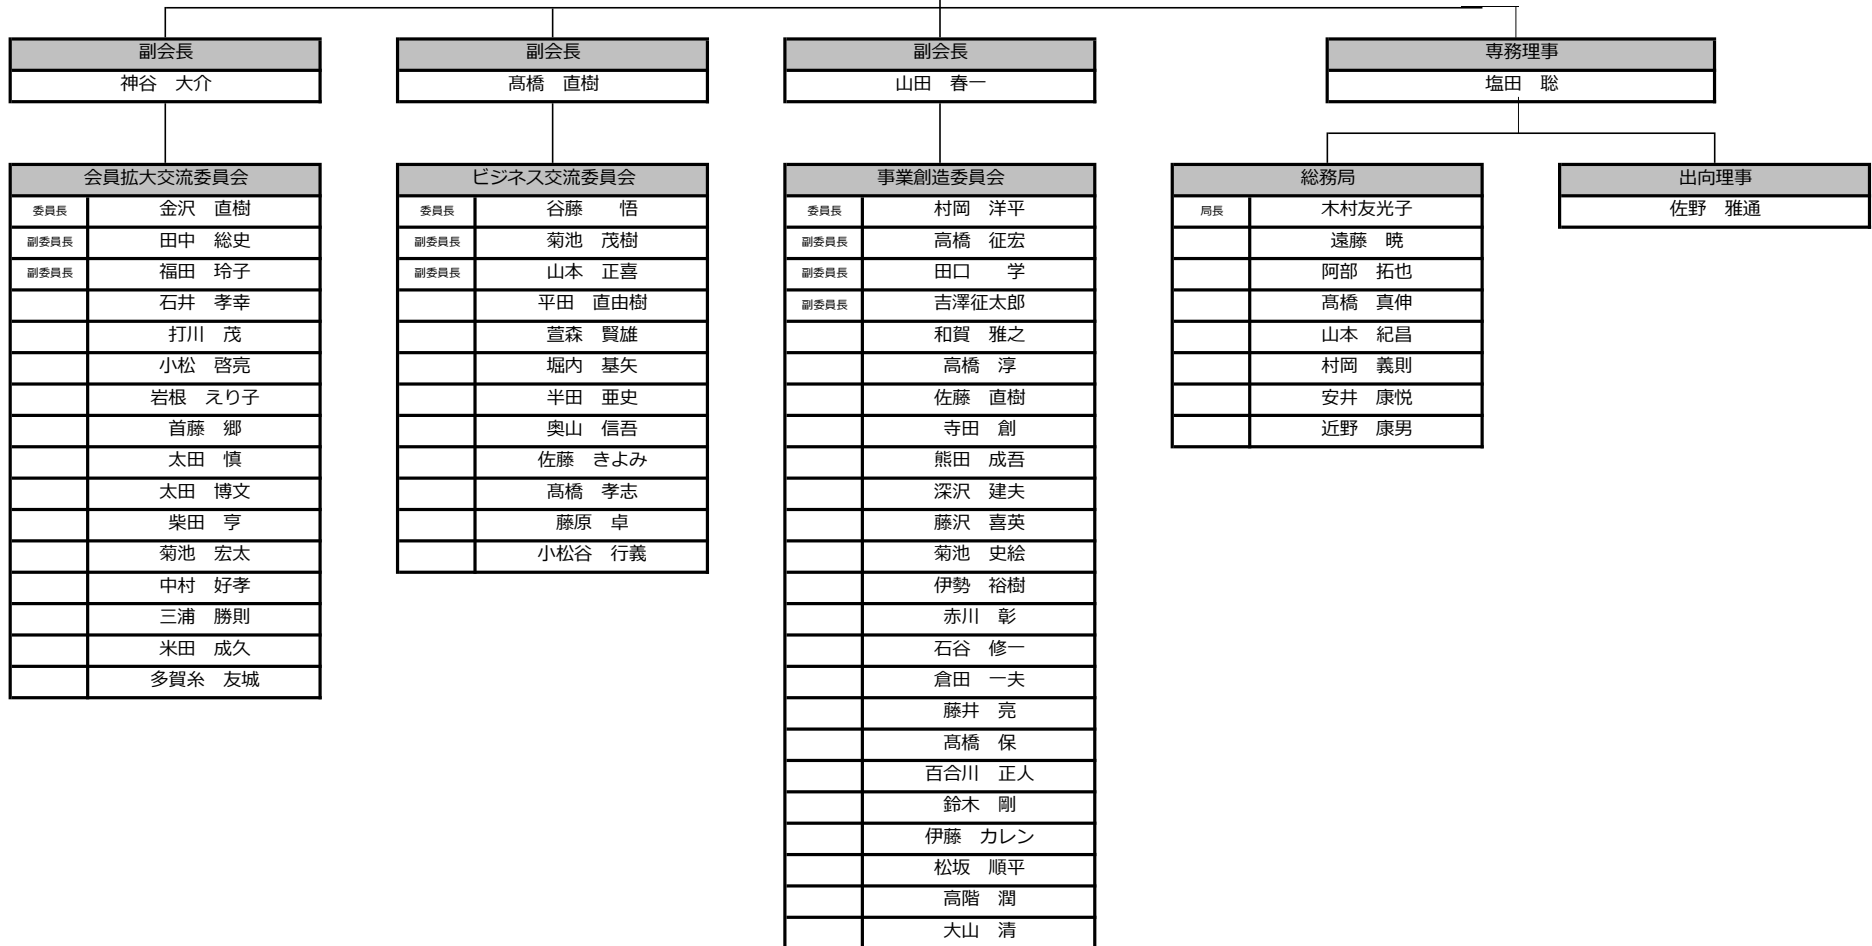 副会長
神谷　大介
副会長
髙橋　直樹
副会長
山田　春一
専務理事
塩田　聡
会員拡大交流委員会
委員長 金沢　直樹
副委員長 田中　総史
副委員長 福田　玲子
石井　孝幸
打川　茂
小松　啓亮
岩根　えり子
首藤　郷
太田　慎
太田　博文
柴田　亨
菊池　宏太
中村　好孝
三浦　勝則
米田　成久
多賀糸　友城
ビジネス交流委員会
委員長 谷藤　　悟
副委員長 菊池　茂樹
副委員長 山本　正喜
平田　直由樹
萱森　賢雄
堀内　基矢
半田　亜史
奥山　信吾
佐藤　きよみ
髙橋　孝志
藤原　卓
小松谷　行義
事業創造委員会
委員長 村岡　洋平
副委員長 高橋　征宏
副委員長 田口　　学
副委員長 吉澤征太郎
和賀　雅之
高橋　淳
佐藤　直樹
寺田　創
熊田　成吾
深沢　建夫
藤沢　喜英
菊池　史絵
伊勢　裕樹
赤川　彰
石谷　修一
倉田　一夫
藤井　亮
髙橋　保
百合川　正人
鈴木　剛
伊藤　カレン
松坂　順平
高階　潤
大山　清
総務局
局長 木村友光子
遠藤　暁
阿部　拓也
髙橋　真伸
山本　紀昌
村岡　義則
安井　康悦
近野　康男
出向理事
佐野　雅通